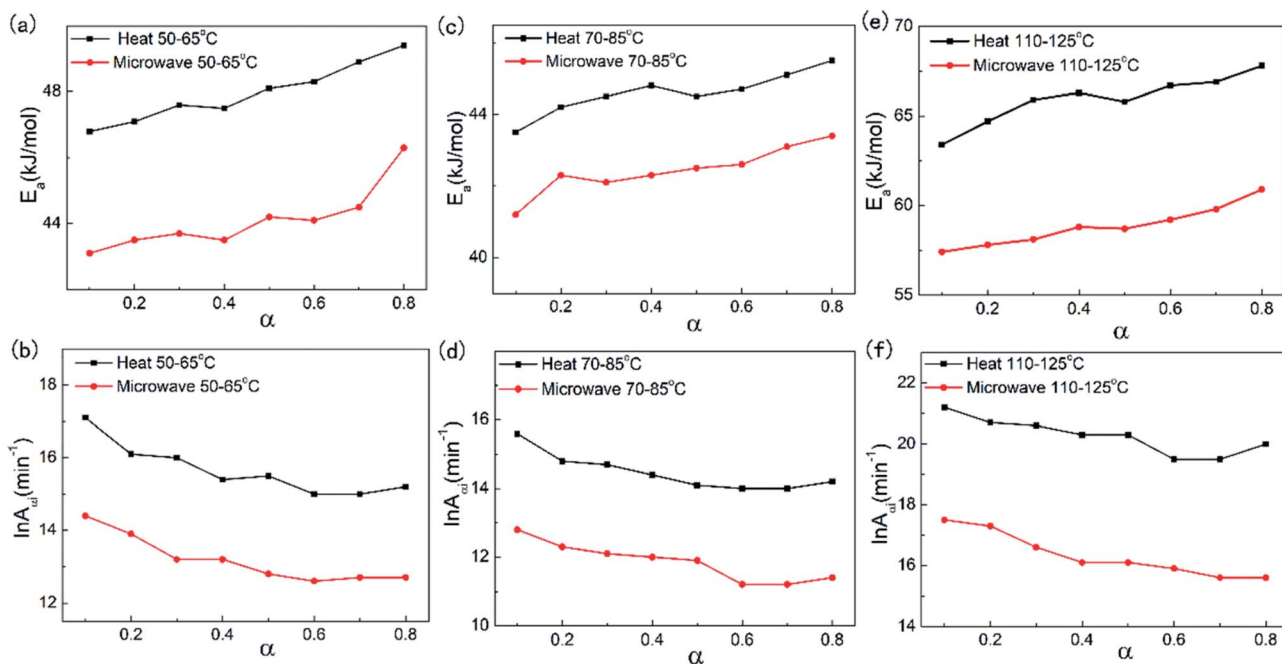 (a)
Heat 50-65°C
Microwave 50-65°C
48
44
Eₐ(kJ/mol)
0.2 0.4 0.6 0.8
α
(c)
Heat 70-85°C
Microwave 70-85°C
44
40
Eₐ(kJ/mol)
0.2 0.4 0.6 0.8
α
(e)
Heat 110-125°C
Microwave 110-125°C
70
65
60
55
Eₐ(kJ/mol)
0.2 0.4 0.6 0.8
α
(b)
Heat 50-65°C
Microwave 50-65°C
18
16
14
12
lnA_αi(min⁻¹)
0.2 0.4 0.6 0.8
α
(d)
Heat 70-85°C
Microwave 70-85°C
16
14
12
10
lnA_αi(min⁻¹)
0.2 0.4 0.6 0.8
α
(f)
Heat 110-125°C
Microwave 110-125°C
22
20
18
16
14
lnA_αi(min⁻¹)
0.2 0.4 0.6 0.8
α